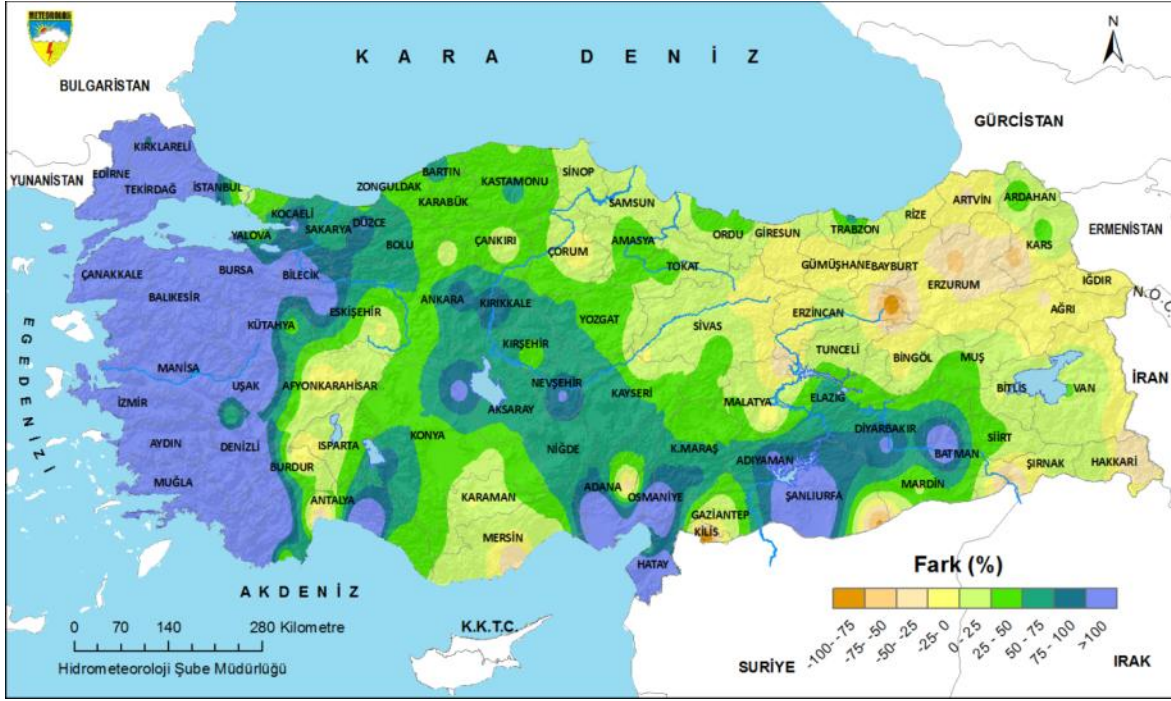 METEOROLOJİ
K A R A D E N İ Z
N
BULGARİSTAN
GÜRCİSTAN
KIRKLARELİ
YUNANİSTAN
EDİRNE
TEKİRDAĞ
İSTANBUL
ZONGULDAK
BARTIN
KARABÜK
KASTAMONU
SİNOP
SAMSUN
ORDU
GİRESUN
TRABZON
RİZE
ARTVİN
ARDAHAN
ERMENİSTAN
KOCAELİ
YALOVA
SAKARYA
DÜZCE
BOLU
ÇANKIRI
ÇORUM
AMASYA
TOKAT
GÜMÜŞHANE
BAYBURT
KARS
ÇANAKKALE
BURSA
BİLECİK
BALIKESİR
ESKİŞEHİR
ANKARA
KIRIKKALE
YOZGAT
SİVAS
ERZİNCAN
ERZURUM
IĞDIR
N.O.
AĞRI
KÜTAHYA
KIRŞEHİR
TUNCELİ
BİNGÖL
MUŞ
İRAN
E G E D E N İ Z İ
MANİSA
UŞAK
AFYONKARAHİSAR
NEVŞEHİR
KAYSERİ
MALATYA
ELAZIĞ
BİTLİS
VAN
İZMİR
AKSARAY
AYDIN
DENİZLİ
ISPARTA
KONYA
NİĞDE
K.MARAŞ
ADIYAMAN
DİYARBAKIR
BATMAN
SİİRT
MUĞLA
BURDUR
ŞIRNAK
HAKKARİ
ANTALYA
KARAMAN
ADANA
OSMANİYE
GAZİANTEP
ŞANLIURFA
MARDİN
MERSİN
KİLİS
HATAY
A K D E N İ Z
K.K.T.C.
SURİYE
IRAK
0 70 140 280 Kilometre
Hidrometeoroloji Şube Müdürlüğü
Fark (%)
-100 - -75
-75 - -50
-50 - -25
-25 - 0
0 - 25
25 - 50
50 - 75
75 - 100
>100